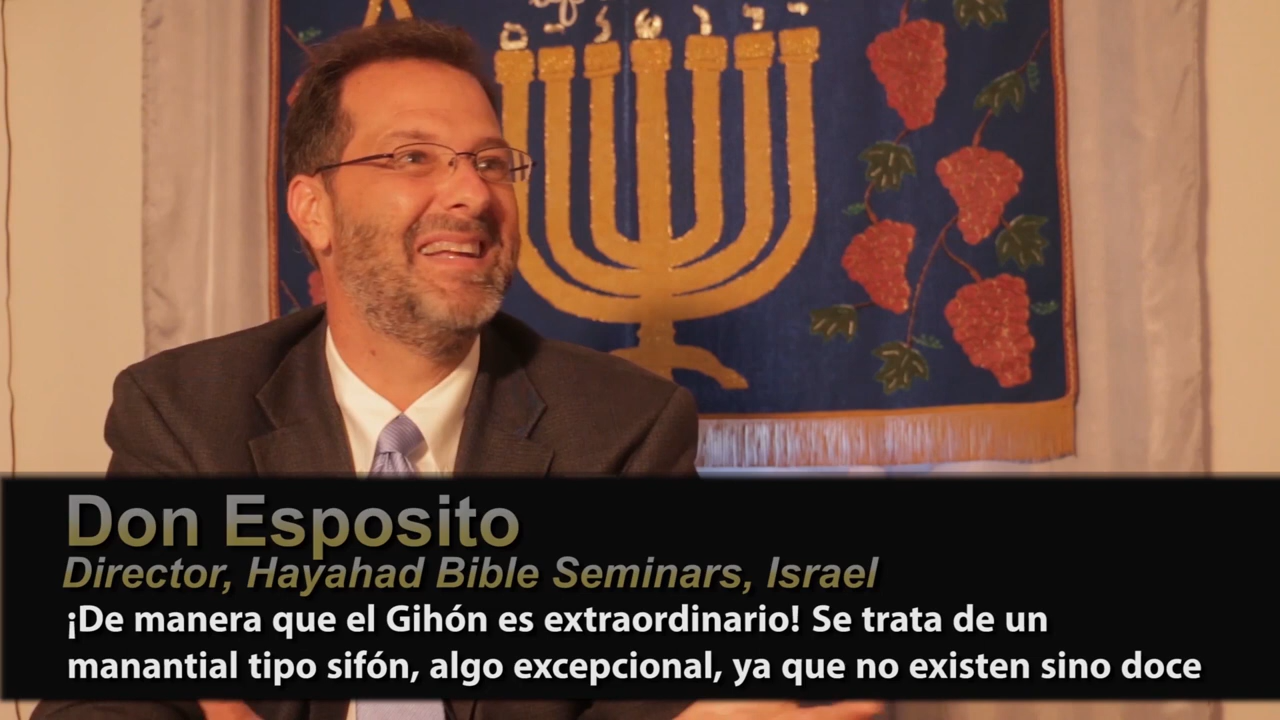 Don Esposito
Director, Hayahad Bible Seminars, Israel
¡De manera que el Gihón es extraordinario! Se trata de un
manantial tipo sifón, algo excepcional, ya que no existen sino doce